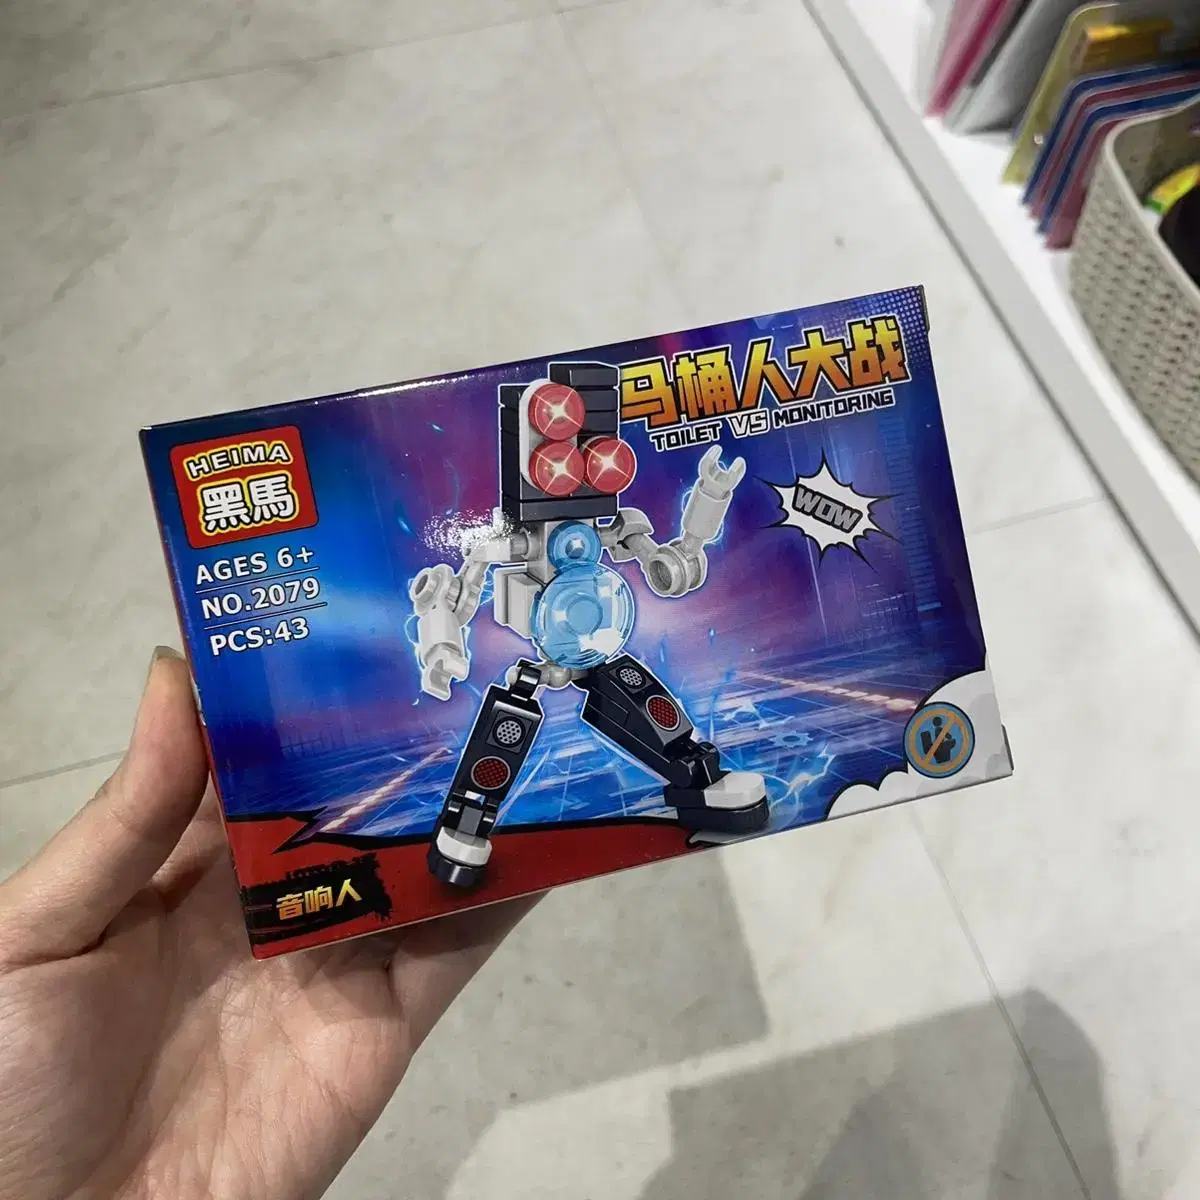 HEIMA
黑馬
AGES 6+
NO.2079
PCS:43
马桶人大战
TOILET VS MONITORING
WOW
音响人